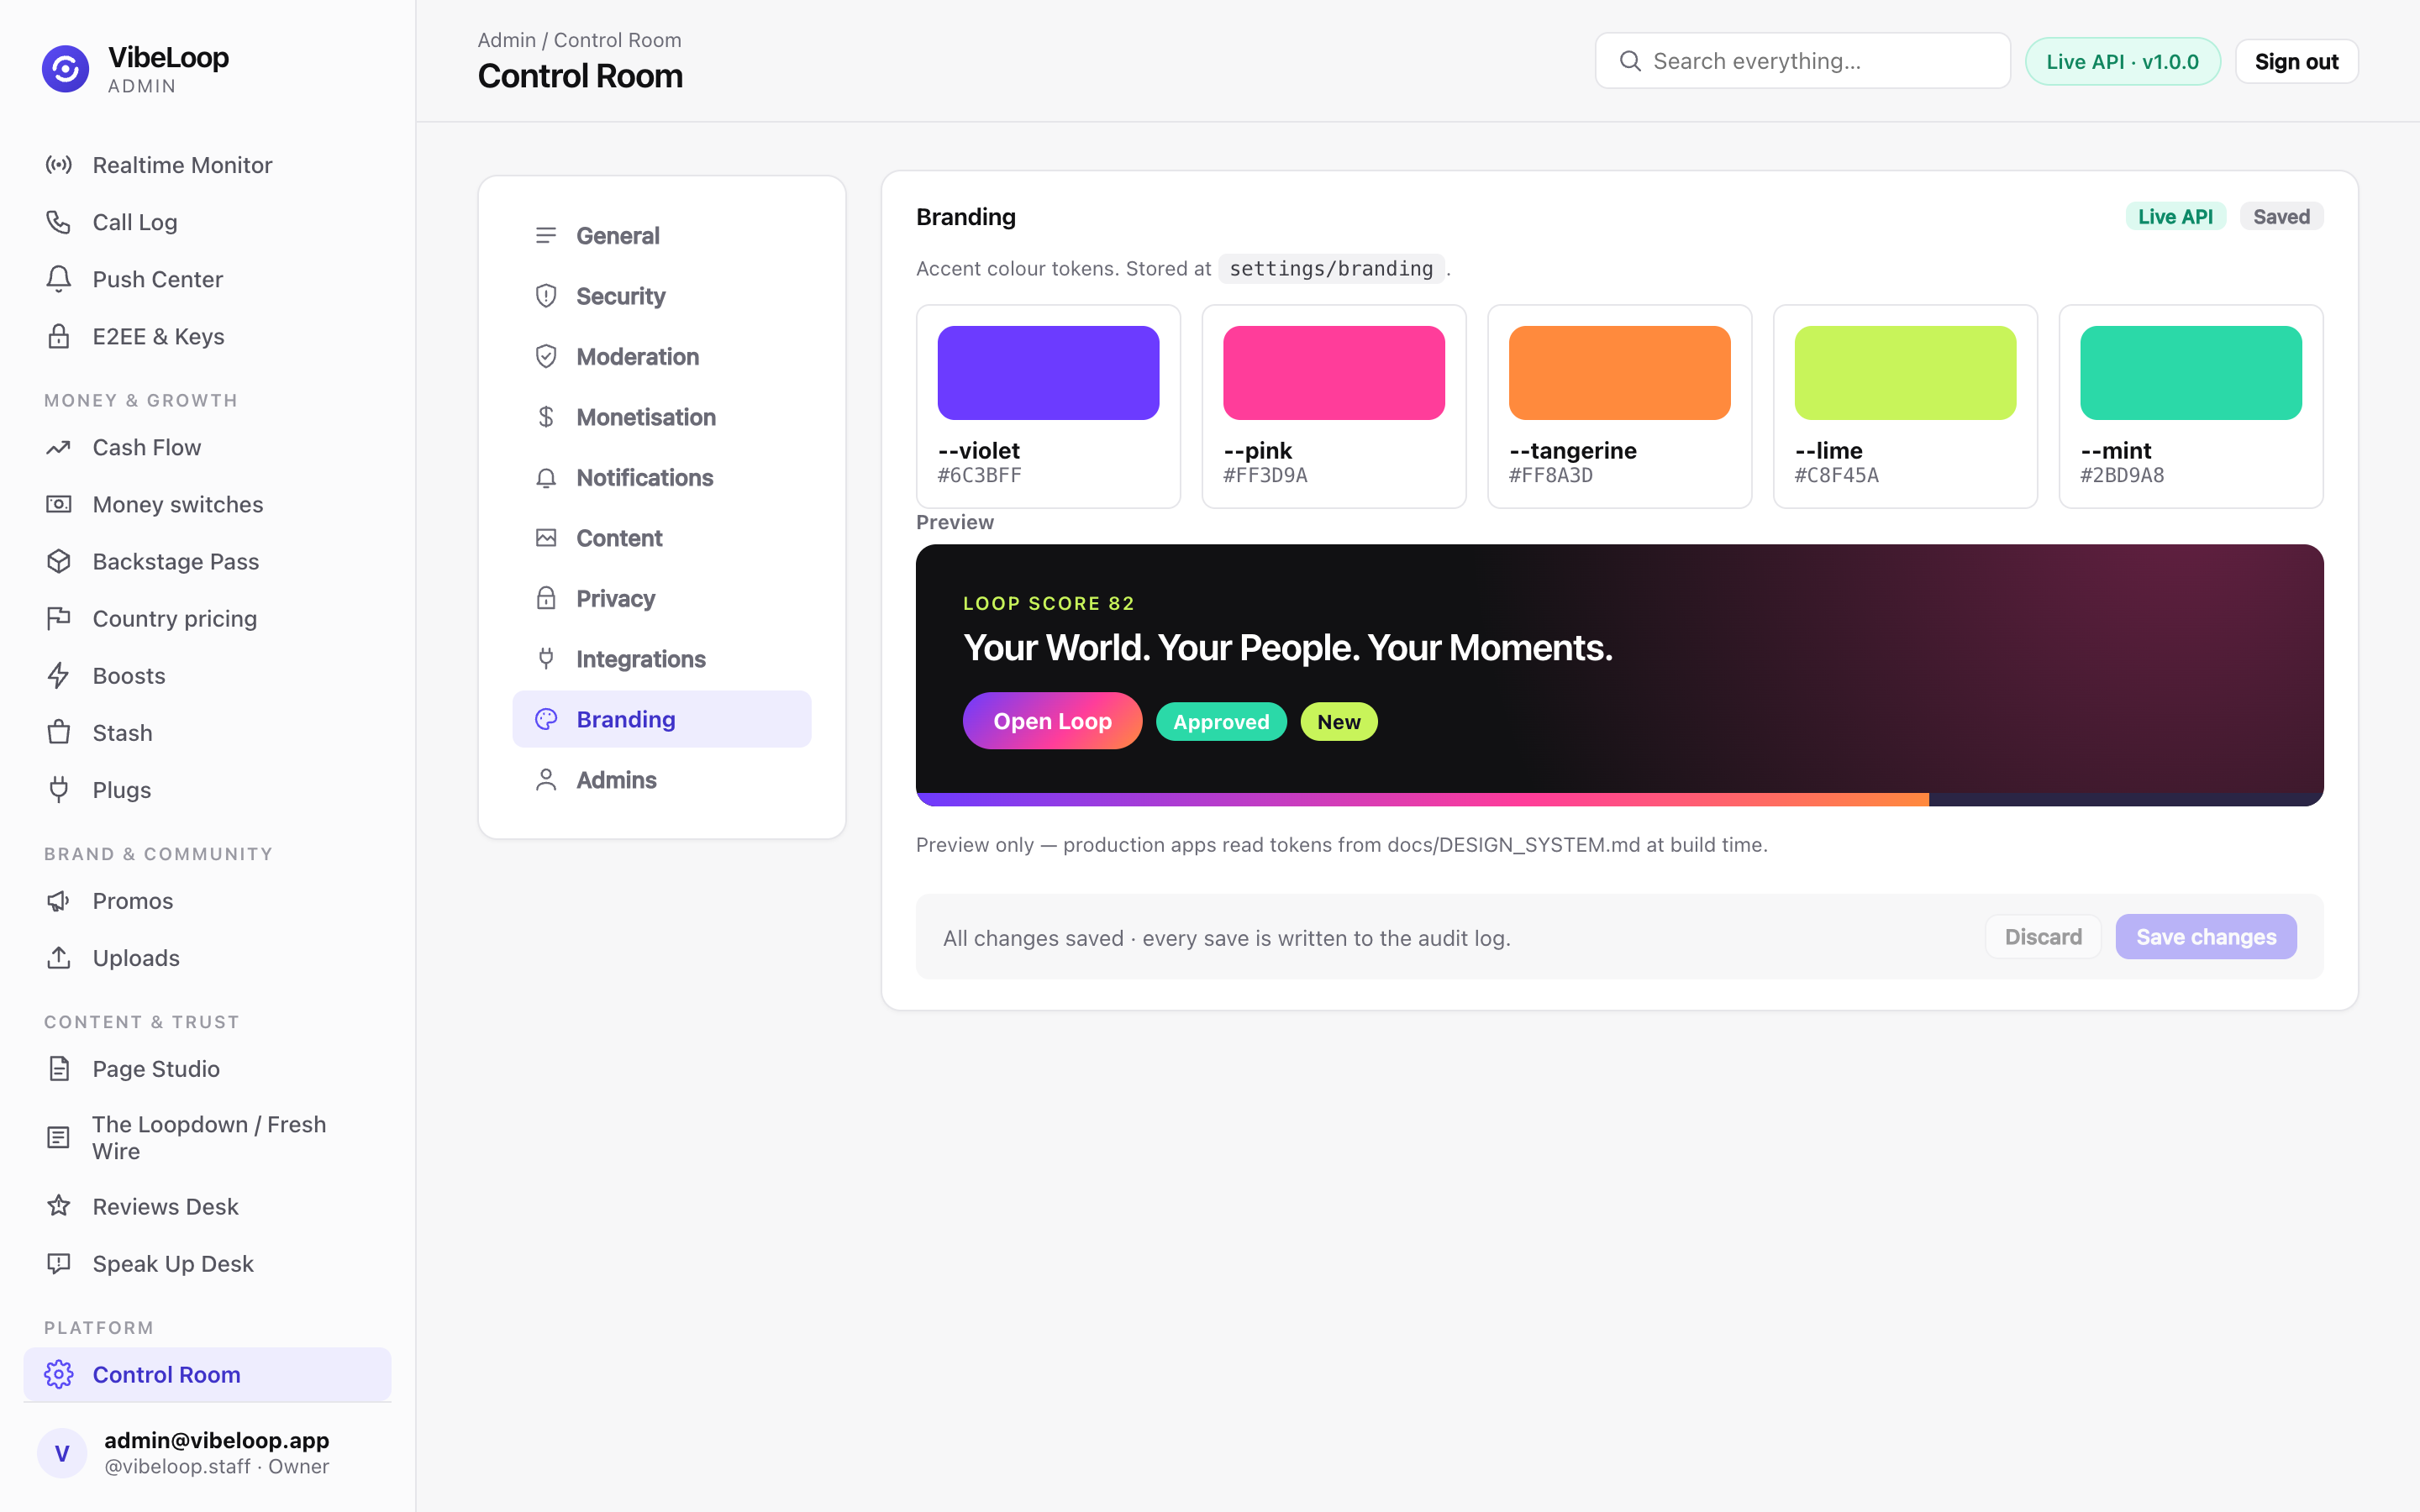 VibeLoop
ADMIN
Realtime Monitor
Call Log
Push Center
E2EE & Keys
MONEY & GROWTH
Cash Flow
Money switches
Backstage Pass
Country pricing
Boosts
Stash
Plugs
BRAND & COMMUNITY
Promos
Uploads
CONTENT & TRUST
Page Studio
The Loopdown / Fresh
Wire
Reviews Desk
Speak Up Desk
PLATFORM
Control Room
V
admin@vibeloop.app
@vibeloop.staff · Owner
Admin / Control Room
Control Room
Search everything...
Live API · v1.0.0
Sign out
General
Security
Moderation
Monetisation
Notifications
Content
Privacy
Integrations
Branding
Admins
Branding
Live API
Saved
Accent colour tokens. Stored at settings/branding.
--violet
#6C3BFF
--pink
#FF3D9A
--tangerine
#FF8A3D
--lime
#C8F45A
--mint
#2BD9A8
Preview
LOOP SCORE 82
Your World. Your People. Your Moments.
Open Loop
Approved
New
Preview only — production apps read tokens from docs/DESIGN_SYSTEM.md at build time.
All changes saved · every save is written to the audit log.
Discard
Save changes